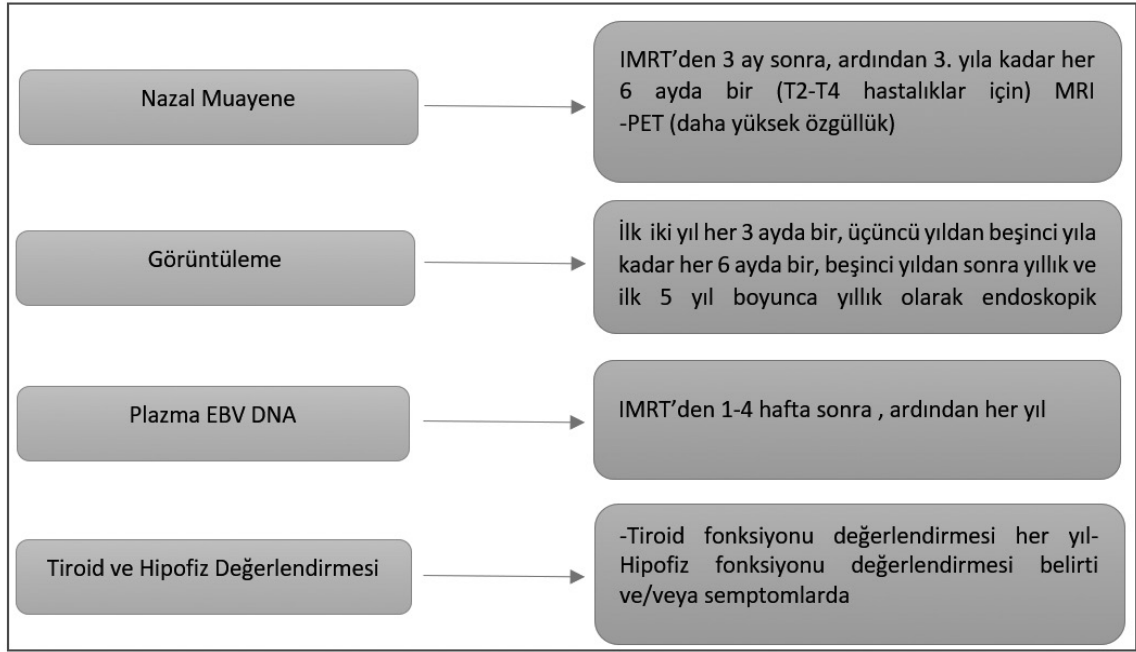 Nazal Muayene
IMRT’den 3 ay sonra, ardından 3. yıla kadar her
6 ayda bir (T2-T4 hastalıklar için) MRI
-PET (daha yüksek özgüllük)
Görüntüleme
İlk iki yıl her 3 ayda bir, üçüncü yıldan beşinci yıla
kadar her 6 ayda bir, beşinci yıldan sonra yıllık ve
ilk 5 yıl boyunca yıllık olarak endoskopik
Plazma EBV DNA
IMRT’den 1-4 hafta sonra , ardından her yıl
Tiroid ve Hipofiz Değerlendirmesi
-Tiroid fonksiyonu değerlendirmesi her yıl-
Hipofiz fonksiyonu değerlendirmesi belirti
ve/veya semptomlarda